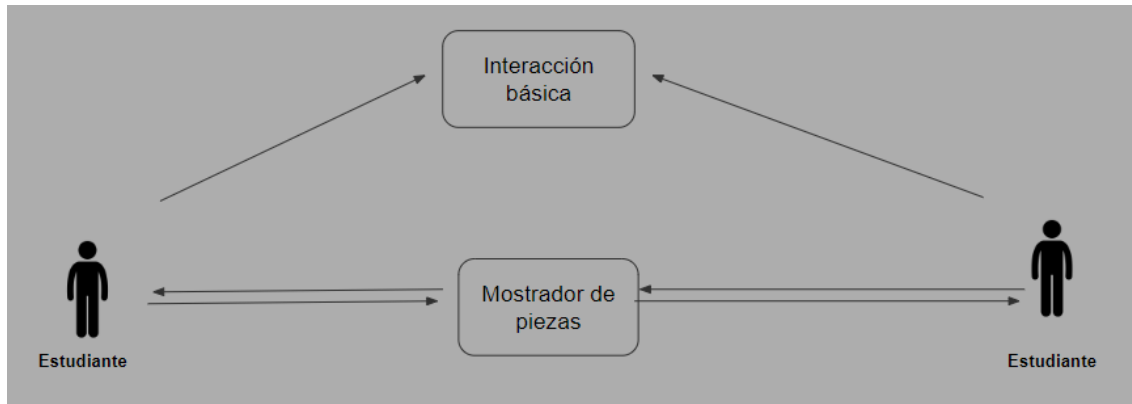 Interacción
básica
Mostrador de
piezas
Estudiante
Estudiante